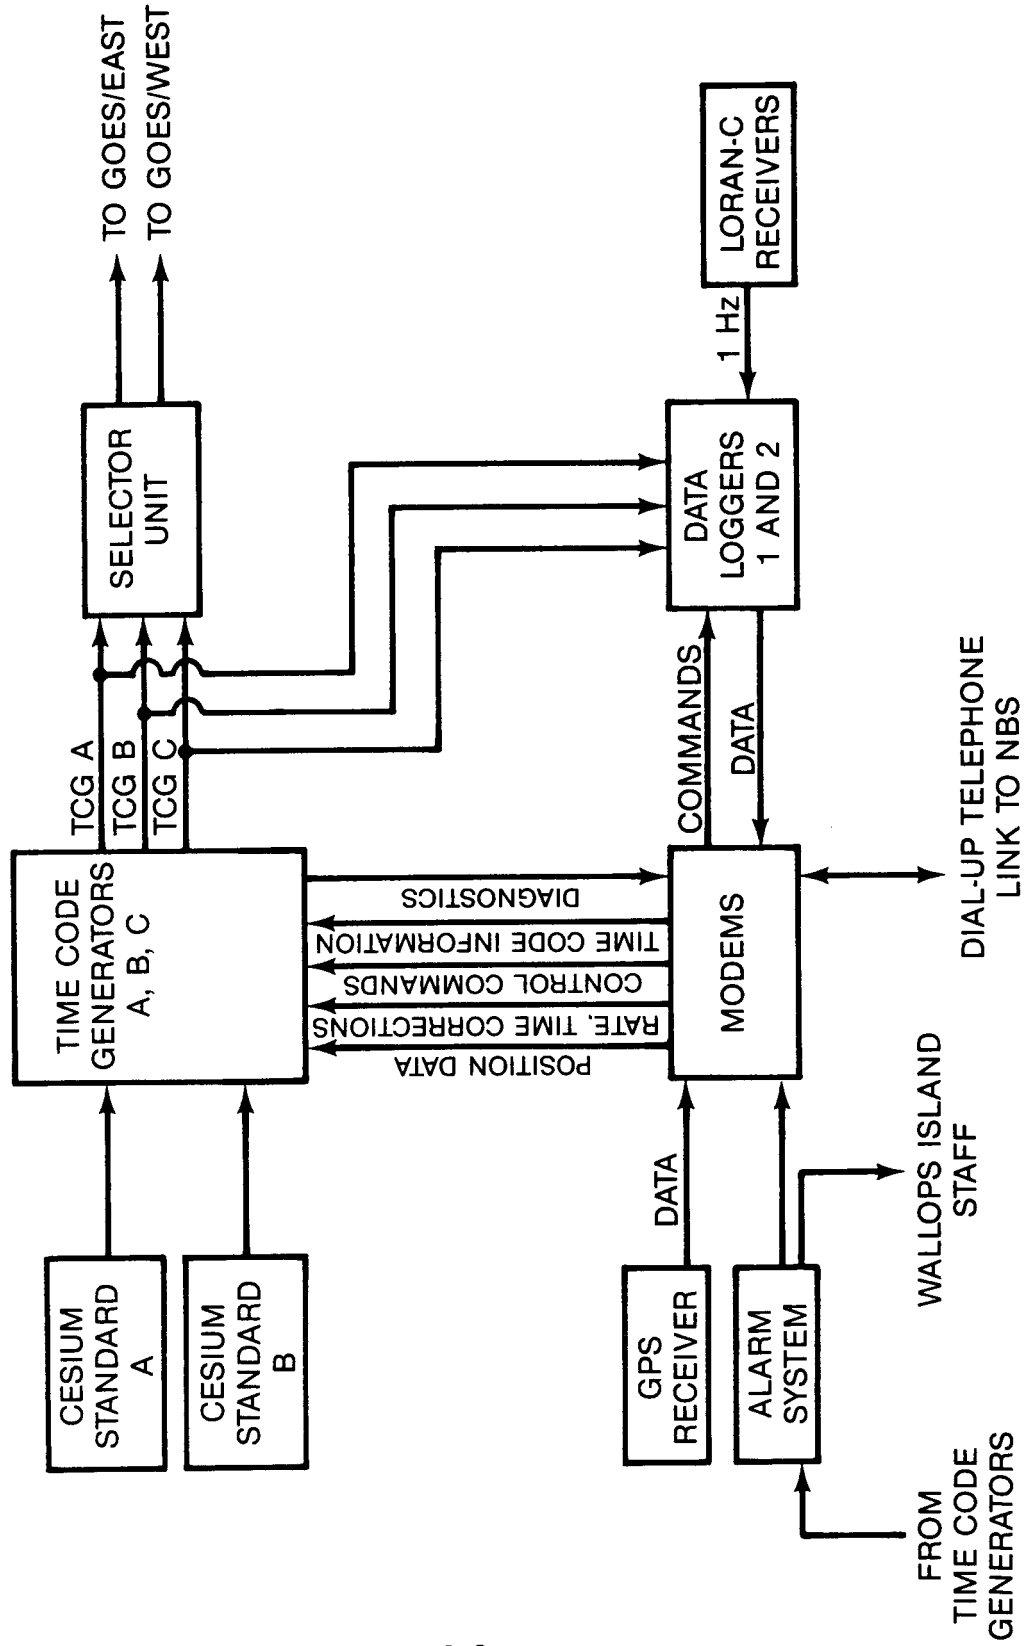 CESIUM
STANDARD
A
CESIUM
STANDARD
B
TIME CODE
GENERATORS
A, B, C
TCG A
TCG B
TCG C
SELECTOR
UNIT
TO GOES/EAST
TO GOES/WEST
POSITION DATA
RATE, TIME CORRECTIONS
CONTROL COMMANDS
TIME CODE INFORMATION
DIAGNOSTICS
GPS
RECEIVER
DATA
ALARM
SYSTEM
MODEMS
COMMANDS
DATA
DATA
LOGGERS
1 AND 2
1 Hz
LORAN-C
RECEIVERS
FROM
TIME CODE
GENERATORS
WALLOPS ISLAND
STAFF
DIAL-UP TELEPHONE
LINK TO NBS